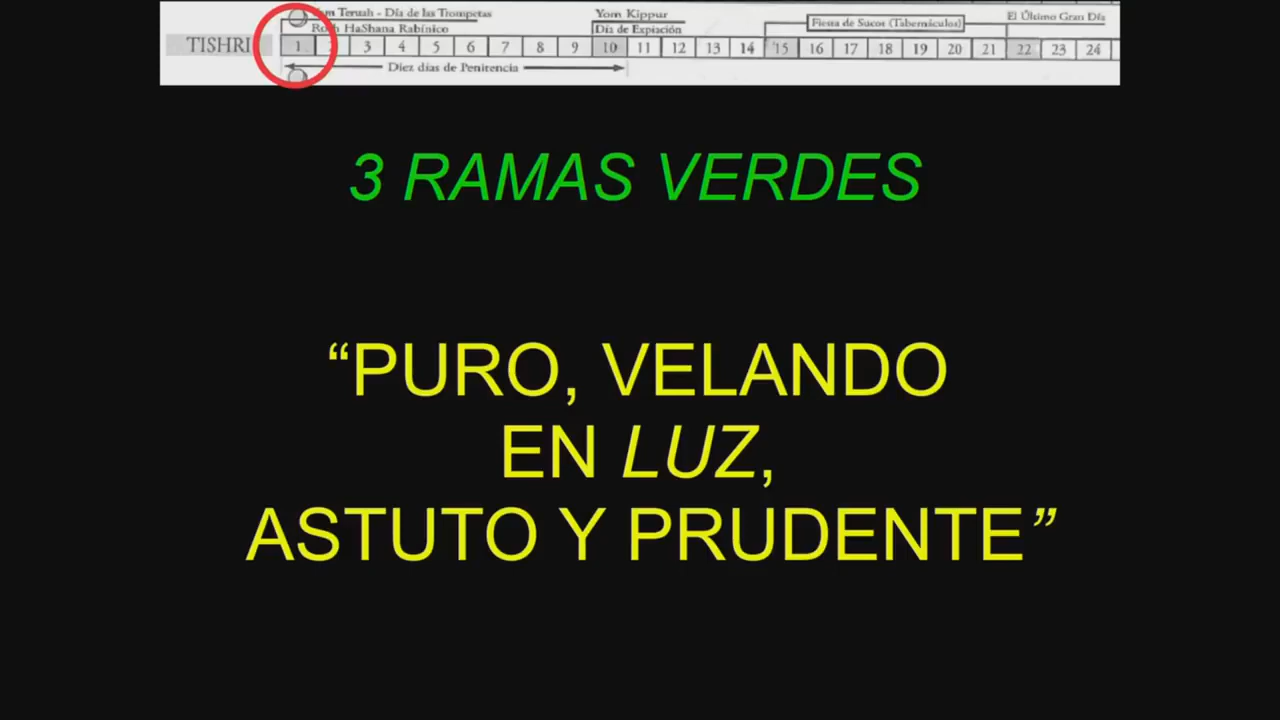 Teruah - Día de las Trompetas
Yom Kippur
Fiesta de Sucot (Tabernáculos)
El Último Gran Día
Rosh HaShana Rabínico
Día de Expiación
TISHRI 1 2 3 4 5 6 7 8 9 10 11 12 13 14 15 16 17 18 19 20 21 22 23 24
Diez días de Penitencia
3 RAMAS VERDES
“PURO, VELANDO
EN LUZ,
ASTUTO Y PRUDENTE”